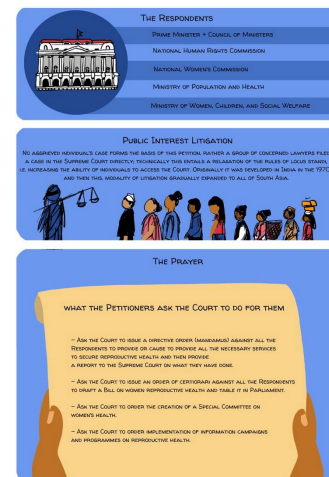 The Respondents
Prime Minister + Council of Ministers
National Human Rights Commission
National Women's Commission
Ministry of Population and Health
Ministry of Women, Children, and Social Welfare
Public Interest Litigation
No aggrieved individual's case forms the basis of this petition, rather a group of concerned lawyers filed
a case in the Supreme Court directly; technically this entails a relaxation of the rules of locus standi,
i.e. increasing the ability of individuals to access the Court. Originally it was developed in India in the 1970
and then this modality of litigation gradually expanded to all of South Asia.
The Prayer
what the Petitioners ask the Court to do for them
– Ask the Court to issue a directive order (mandamus) against all the
Respondents to provide or cause to provide all the necessary services
to secure reproductive health and then provide
a report to the Supreme Court on what they have done.
– Ask the Court to issue an order of certiorari against all the Respondents
to draft a Bill on women reproductive health and table it in Parliament.
– Ask the Court to order the creation of a Special Committee on
women's health.
– Ask the Court to order implementation of information campaigns
and programmes on reproductive health.